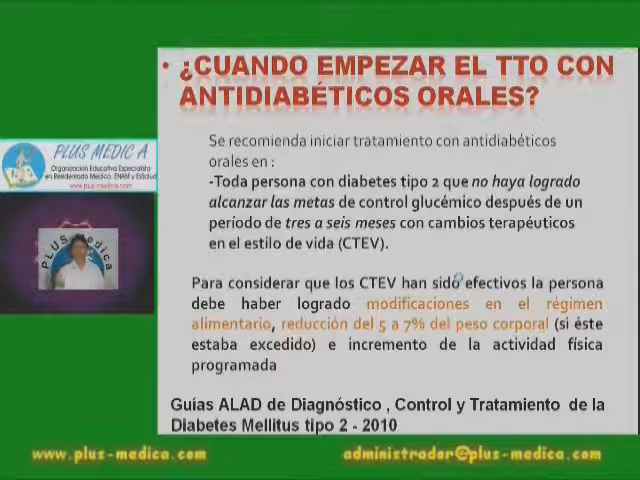 • ¿CUANDO EMPEZAR EL TTO CON
ANTIDIABÉTICOS ORALES?
Se recomienda iniciar tratamiento con antidiabéticos
orales en :
-Toda persona con diabetes tipo 2 que no haya logrado
alcanzar las metas de control glucémico después de un
período de tres a seis meses con cambios terapéuticos
en el estilo de vida (CTEV).
Para considerar que los CTEV han sido efectivos la persona
debe haber logrado modificaciones en el régimen
alimentario, reducción del 5 a 7% del peso corporal (si éste
estaba excedido) e incremento de la actividad física
programada
Guías ALAD de Diagnóstico , Control y Tratamiento de la
Diabetes Mellitus tipo 2 - 2010
PLUS MEDIC A
Organización Educativa Especialista
en Residentado Médico, ENAM y EsSalud
www.plus-medica.com
PLUS Medica
www.plus-medica.com
administrador@plus-medica.com